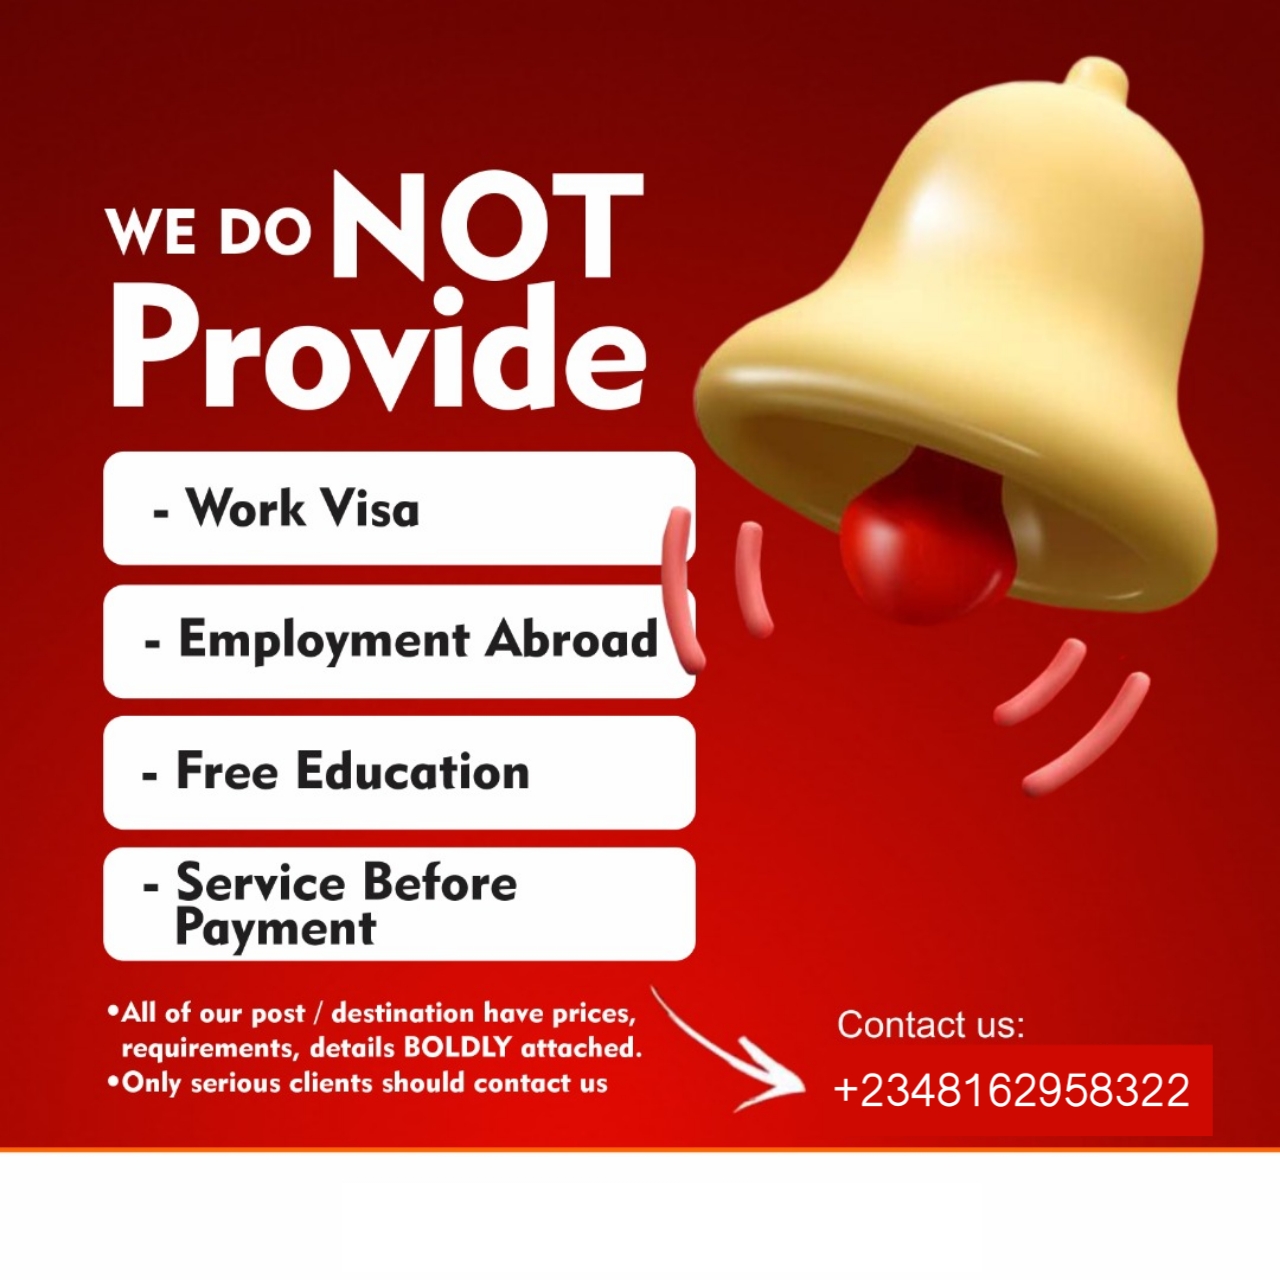 WE DO NOT
Provide
- Work Visa
- Employment Abroad
- Free Education
- Service Before
Payment
•All of our post / destination have prices,
requirements, details BOLDLY attached.
•Only serious clients should contact us
Contact us:
+2348162958322